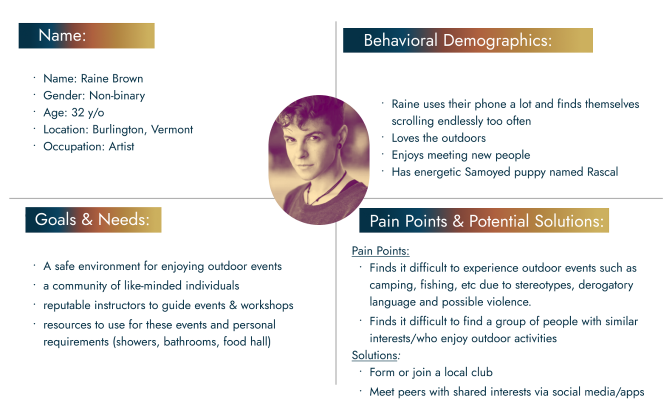 Name:
· Name: Raine Brown
· Gender: Non-binary
· Age: 32 y/o
· Location: Burlington, Vermont
· Occupation: Artist
Behavioral Demographics:
· Raine uses their phone a lot and finds themselves
scrolling endlessly too often
· Loves the outdoors
· Enjoys meeting new people
· Has energetic Samoyed puppy named Rascal
Goals & Needs:
· A safe environment for enjoying outdoor events
· a community of like-minded individuals
· reputable instructors to guide events & workshops
· resources to use for these events and personal
requirements (showers, bathrooms, food hall)
Pain Points & Potential Solutions:
Pain Points:
· Finds it difficult to experience outdoor events such as
camping, fishing, etc due to stereotypes, derogatory
language and possible violence.
· Finds it difficult to find a group of people with similar
interests/who enjoy outdoor activities
Solutions:
· Form or join a local club
· Meet peers with shared interests via social media/apps